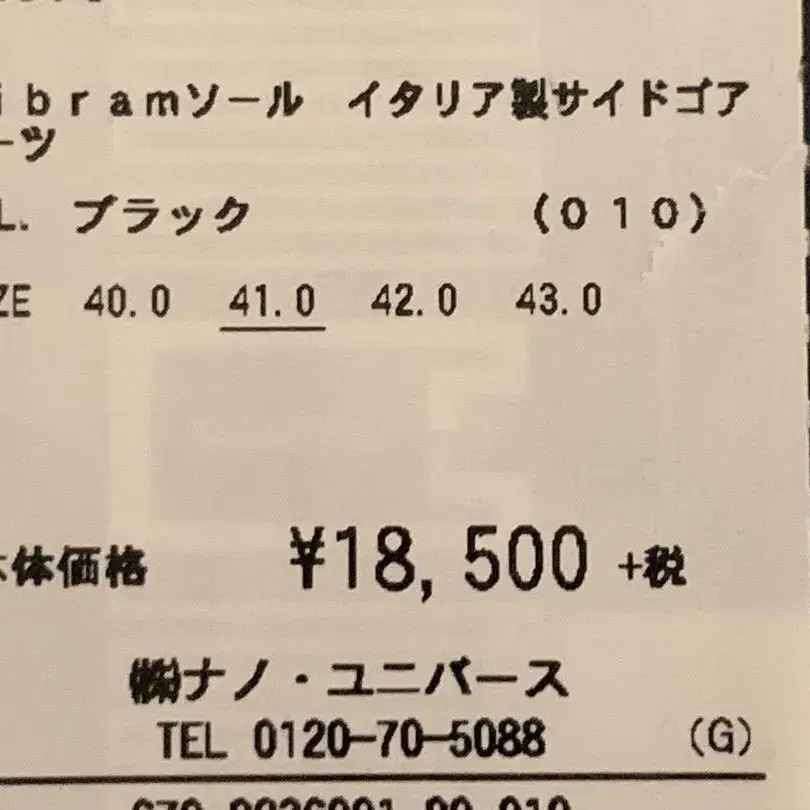 ibramソール イタリア製サイドゴア
ーツ
L. ブラック (010)
ZE 40.0 41.0 42.0 43.0
体価格 ¥18,500 +税
㈱ナノ・ユニバース
TEL 0120-70-5088 (G)